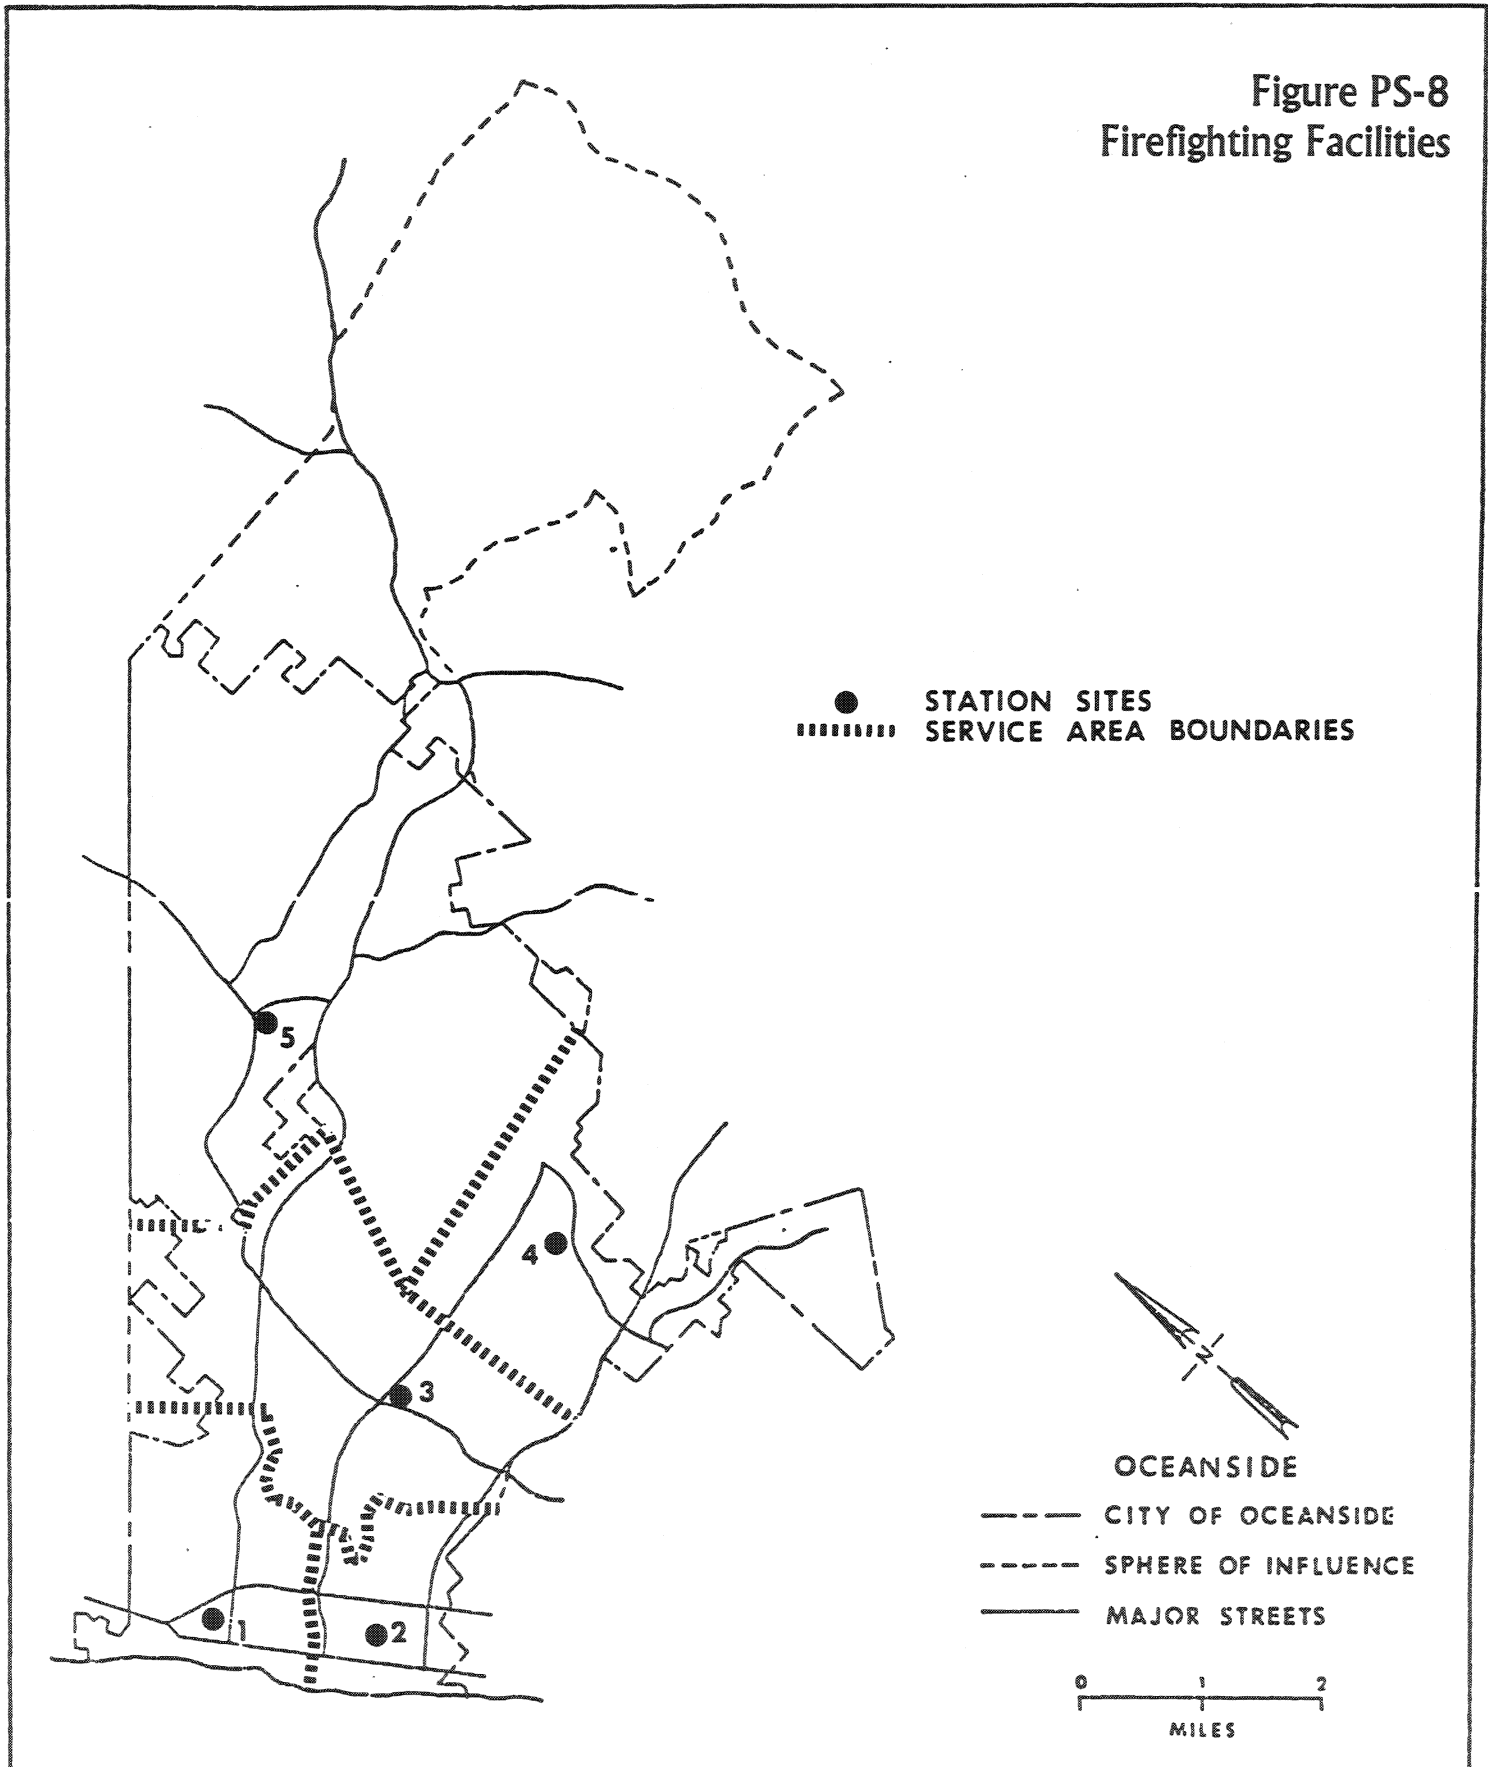 Figure PS-8
Firefighting Facilities
STATION SITES
SERVICE AREA BOUNDARIES
5
4
3
1
2
N
OCEANSIDE
CITY OF OCEANSIDE
SPHERE OF INFLUENCE
MAJOR STREETS
0 1 2
MILES